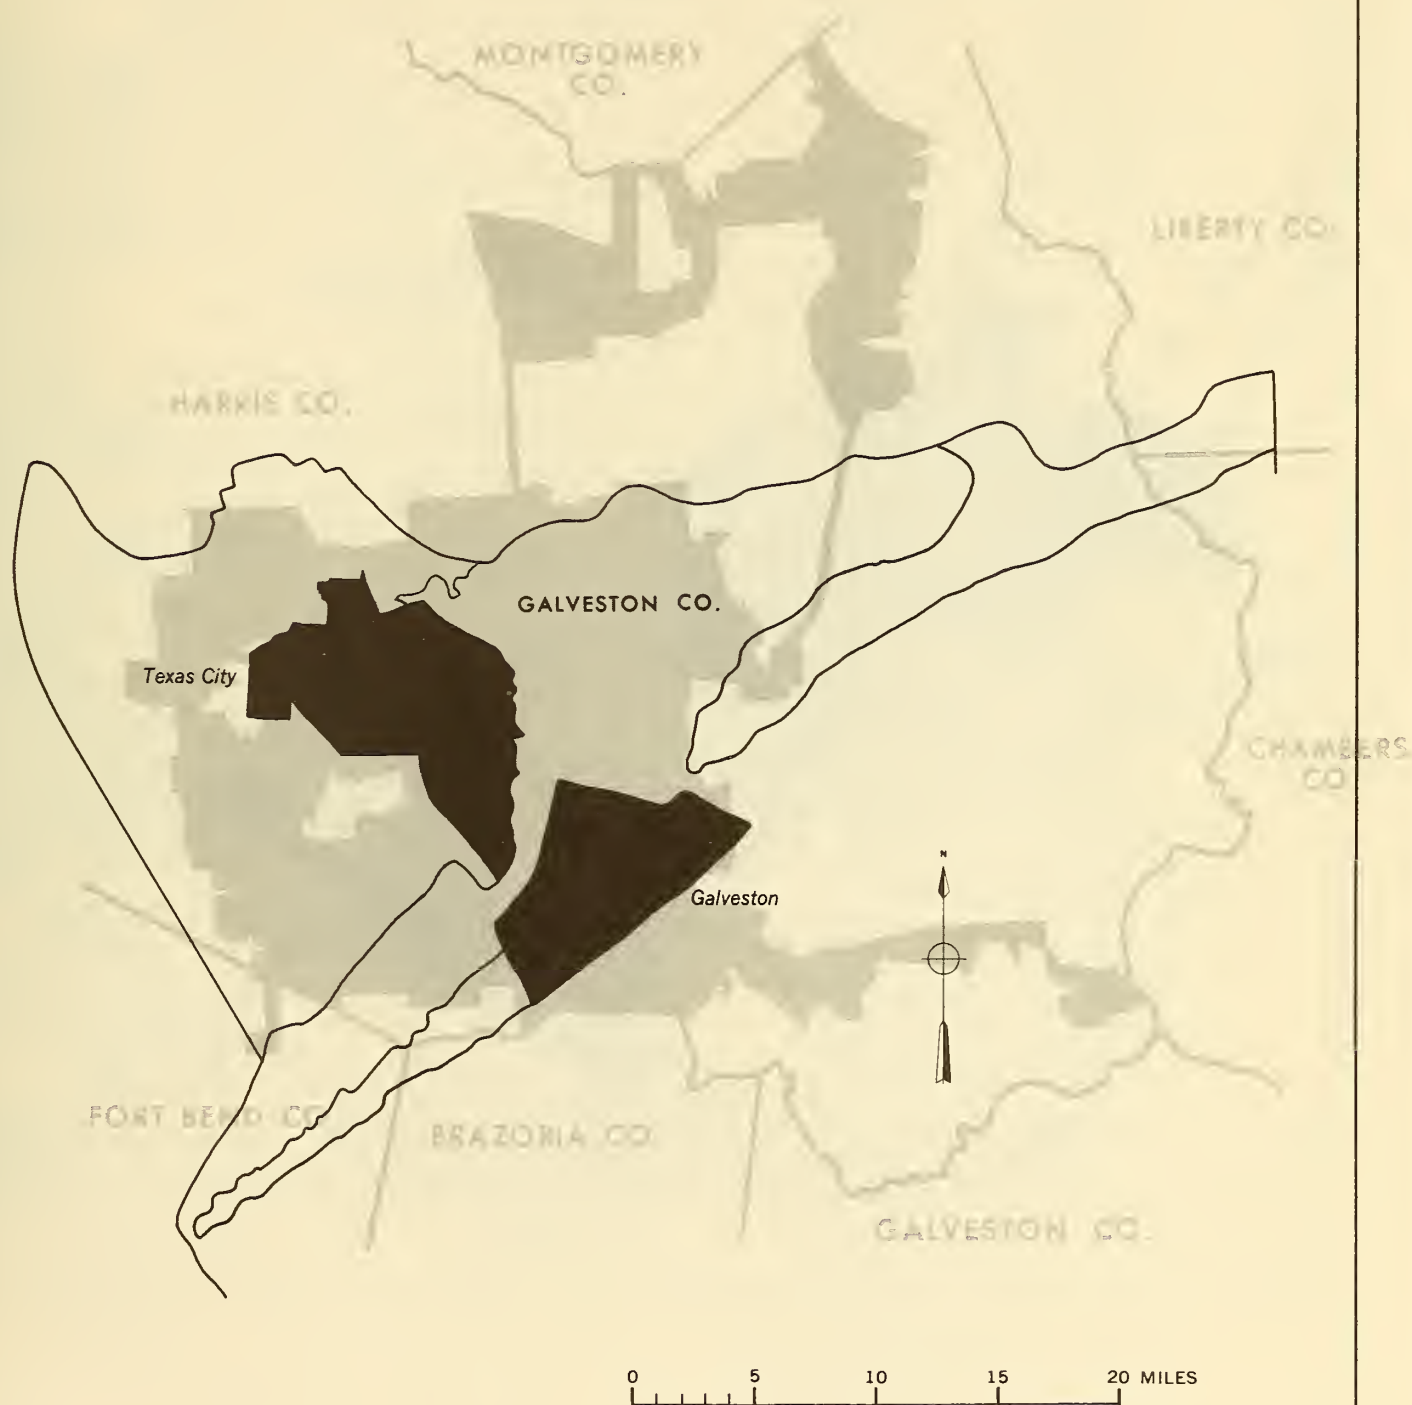 MONTGOMERY
CO.
LIBERTY CO.
HARRIS CO.
GALVESTON CO.
Texas City
CHAMBERS
CO.
N
Galveston
FORT BEND CO.
BRAZORIA CO.
GALVESTON CO.
0 5 10 15 20 MILES